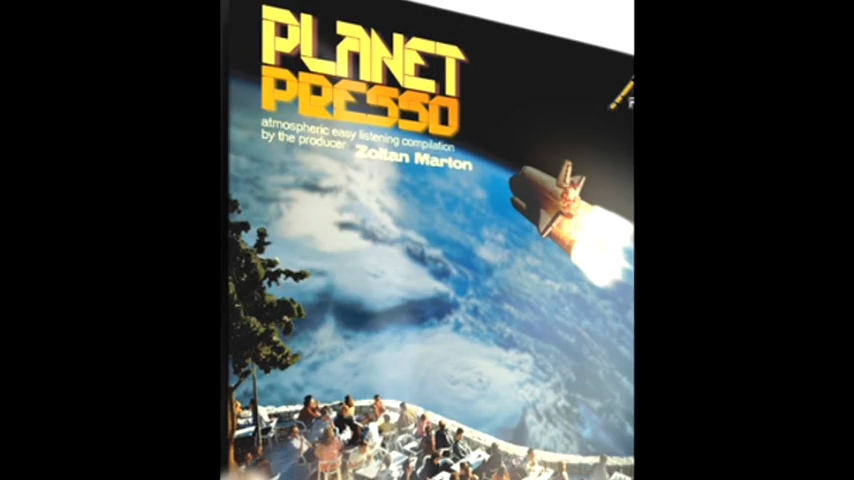 PLANET
PRESSO
atmospheric easy listening compilation
by the producer Zoltan Marton